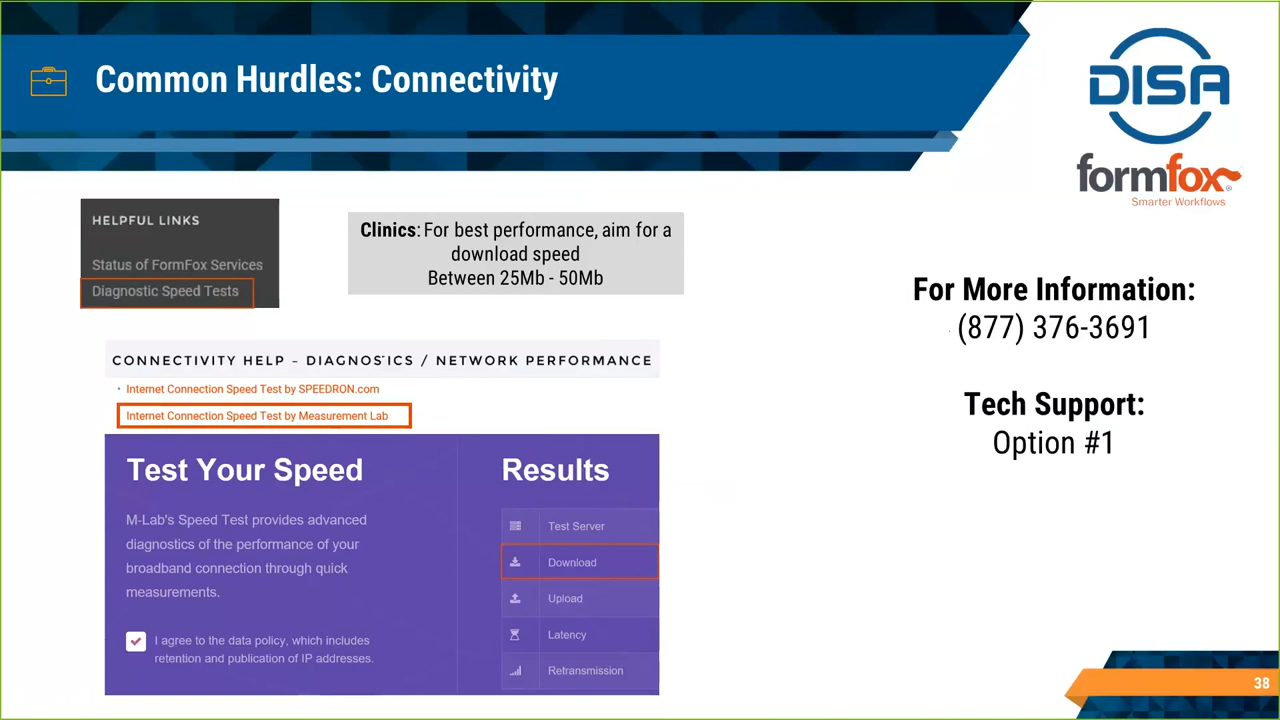 Common Hurdles: Connectivity
DISA
formfox®
Smarter Workflows
HELPFUL LINKS
Status of FormFox Services
Diagnostic Speed Tests
Clinics: For best performance, aim for a
download speed
Between 25Mb - 50Mb
For More Information:
(877) 376-3691
Tech Support:
Option #1
CONNECTIVITY HELP – DIAGNOSTICS / NETWORK PERFORMANCE
Internet Connection Speed Test by SPEEDRON.com
Internet Connection Speed Test by Measurement Lab
Test Your Speed
M-Lab's Speed Test provides advanced
diagnostics of the performance of your
broadband connection through quick
measurements.
I agree to the data policy, which includes
retention and publication of IP addresses.
Results
Test Server
Download
Upload
Latency
Retransmission
38